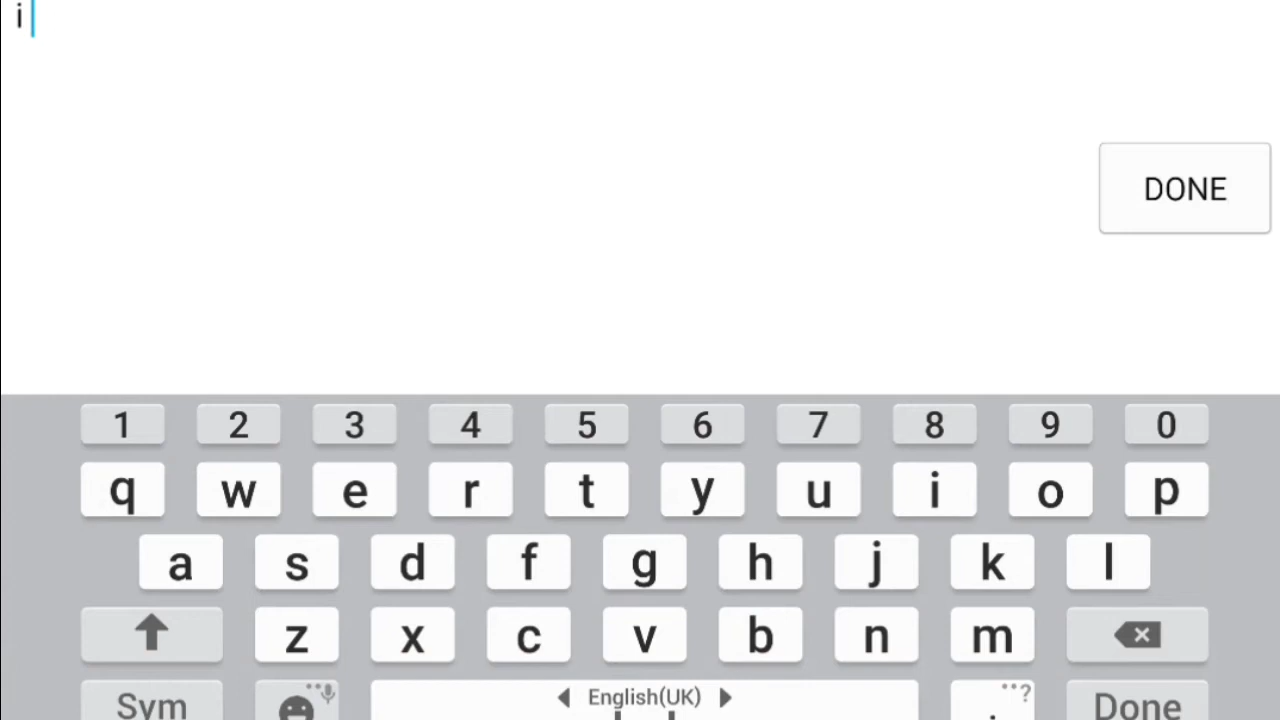 i
DONE
1 2 3 4 5 6 7 8 9 0
q w e r t y u i o p
a s d f g h j k l
z x c v b n m
Sym English(UK) . ? Done